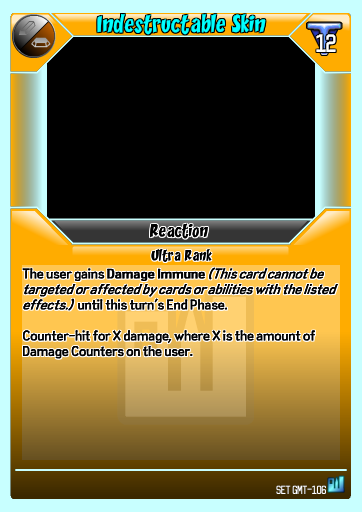 Indestructable Skin
12
Reaction
Ultra Rank
The user gains Damage Immune (This card cannot be
targeted or affected by cards or abilities with the listed
effects.) until this turn's End Phase.
Counter-hit for X damage, where X is the amount of
Damage Counters on the user.
SET GMT-106